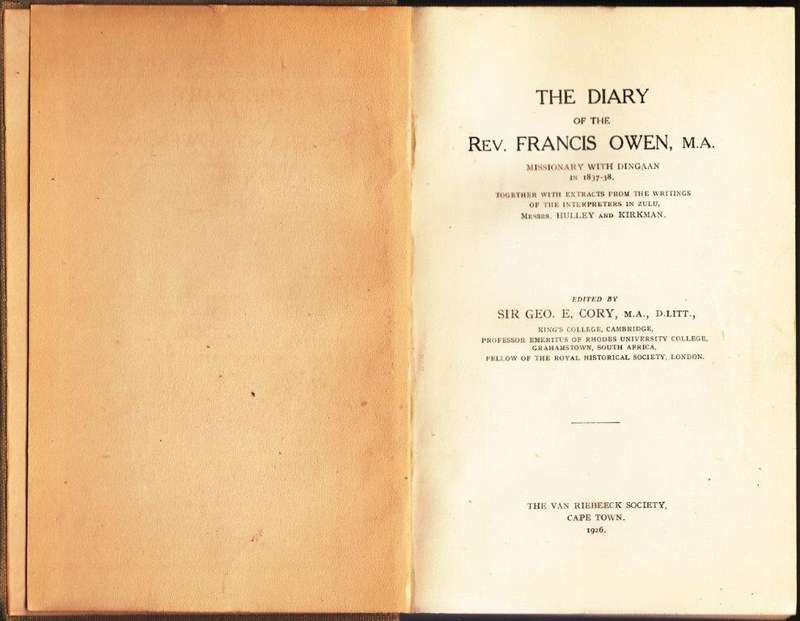 THE DIARY
OF THE
REV. FRANCIS OWEN, M.A.
MISSIONARY WITH DINGAAN
IN 1837-38.
TOGETHER WITH EXTRACTS FROM THE WRITINGS
OF THE INTERPRETERS IN ZULU,
MESSRS. HULLEY AND KIRKMAN.
EDITED BY
SIR GEO. E. CORY, M.A., D.LITT.,
KING'S COLLEGE, CAMBRIDGE,
PROFESSOR EMERITUS OF RHODES UNIVERSITY COLLEGE,
GRAHAMSTOWN, SOUTH AFRICA,
FELLOW OF THE ROYAL HISTORICAL SOCIETY, LONDON.
THE VAN RIEBEECK SOCIETY,
CAPE TOWN.
1926.